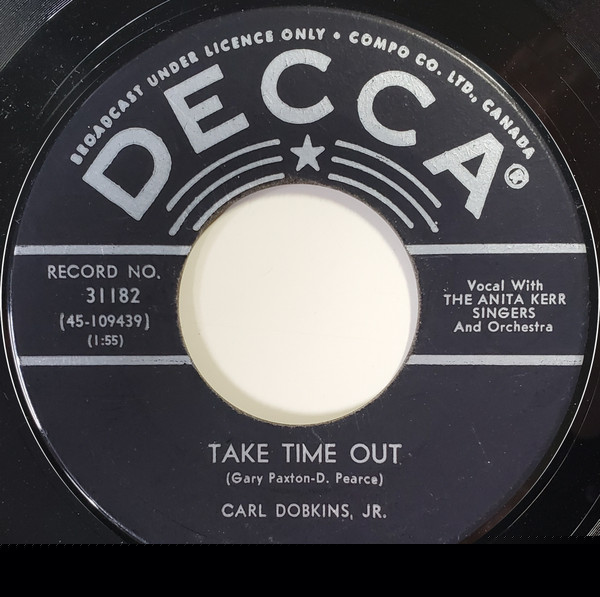 BROADCAST UNDER LICENCE ONLY • COMPO CO. LTD., CANADA
DECCA®
RECORD NO.
31182
(45-109439)
(1:55)
Vocal With
THE ANITA KERR
SINGERS
And Orchestra
TAKE TIME OUT
(Gary Paxton-D. Pearce)
CARL DOBKINS, JR.